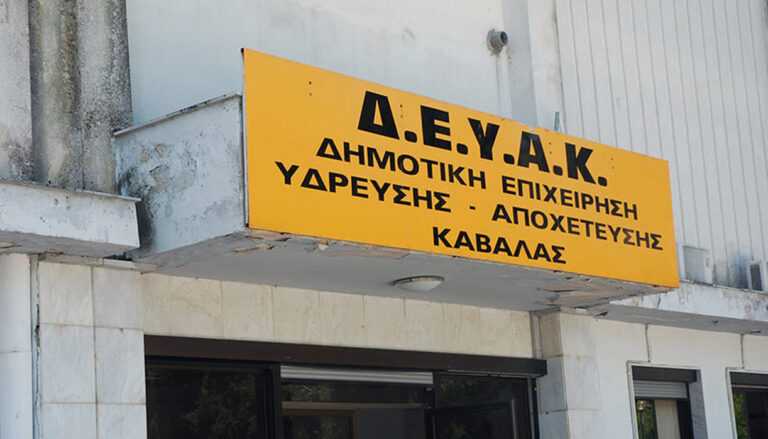 Δ.Ε.Υ.Α.Κ.
ΔΗΜΟΤΙΚΗ ΕΠΙΧΕΙΡΗΣΗ
ΥΔΡΕΥΣΗΣ - ΑΠΟΧΕΤΕΥΣΗΣ
ΚΑΒΑΛΑΣ